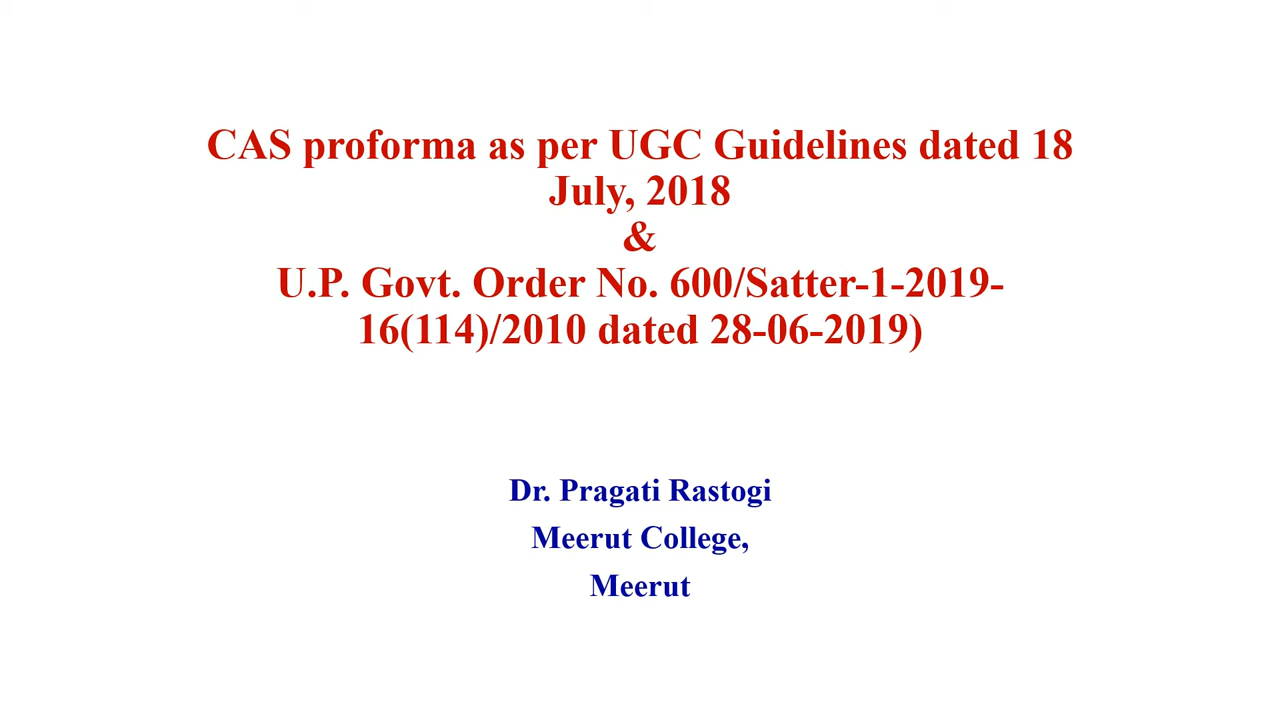 CAS proforma as per UGC Guidelines dated 18
July, 2018
&
U.P. Govt. Order No. 600/Satter-1-2019-
16(114)/2010 dated 28-06-2019)
Dr. Pragati Rastogi
Meerut College,
Meerut